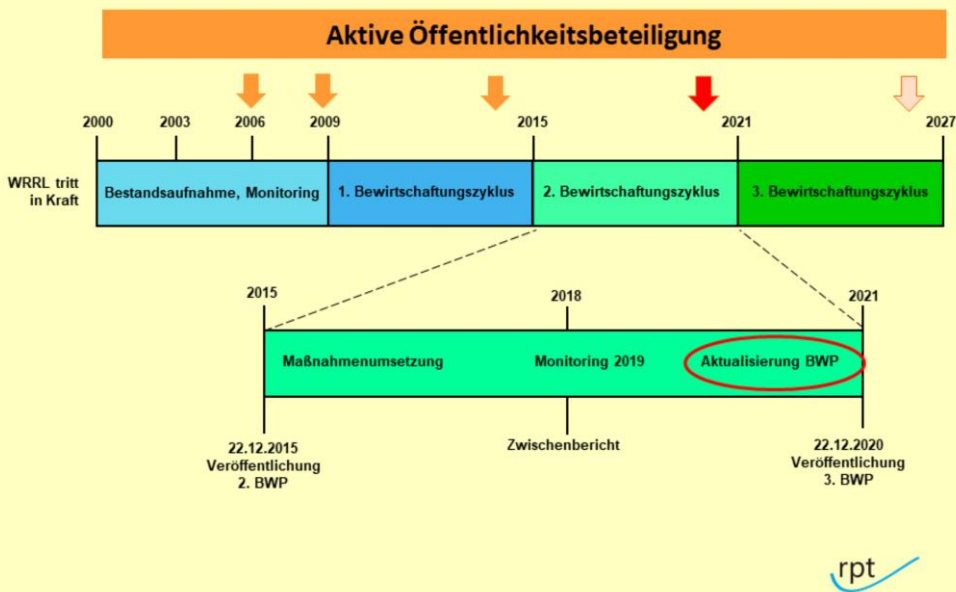 Aktive Öffentlichkeitsbeteiligung
2000 2003 2006 2009 2015 2021 2027
WRRL tritt
in Kraft
Bestandsaufnahme, Monitoring 1. Bewirtschaftungszyklus 2. Bewirtschaftungszyklus 3. Bewirtschaftungszyklus
2015 2018 2021
Maßnahmenumsetzung Monitoring 2019 Aktualisierung BWP
22.12.2015
Veröffentlichung
2. BWP
Zwischenbericht
22.12.2020
Veröffentlichung
3. BWP
rpt